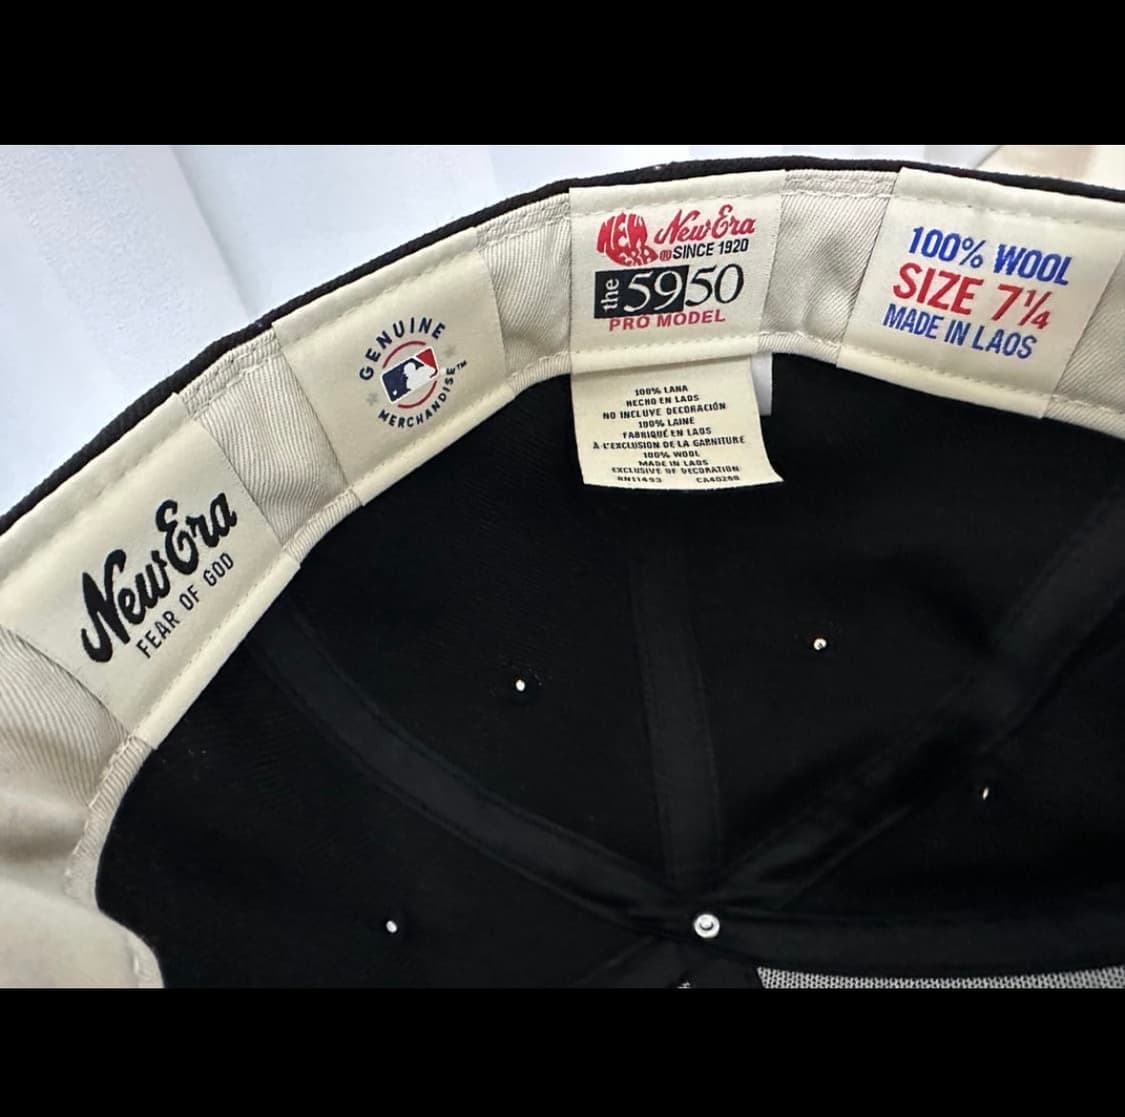 New Era
FEAR OF GOD
GENUINE
MERCHANDISE™
NEW
ERA
New Era
® SINCE 1920
the 5950
PRO MODEL
100% LANA
HECHO EN LAOS
NO INCLUYE DECORACIÓN
100% LAINE
FABRIQUÉ EN LAOS
À L'EXCLUSION DE LA GARNITURE
100% WOOL
MADE IN LAOS
EXCLUSIVE OF DECORATION
RN11493 CA40268
100% WOOL
SIZE 7¼
MADE IN LAOS